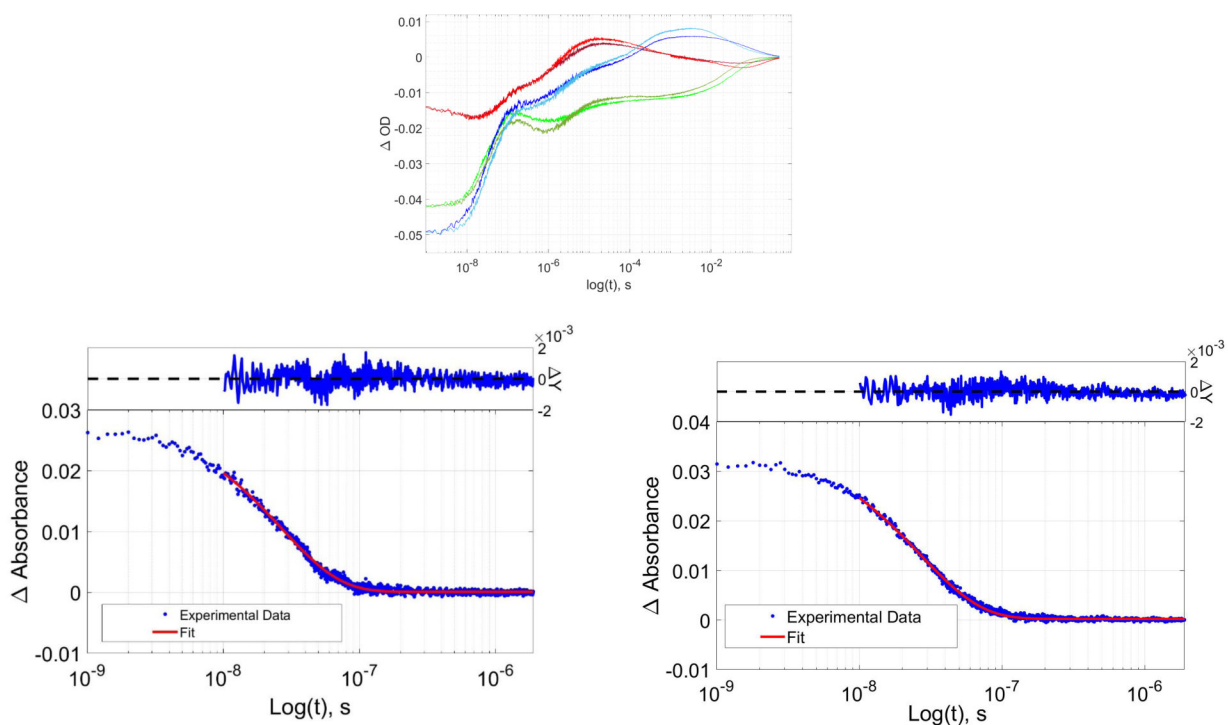 0.01
0
-0.01
-0.02
-0.03
-0.04
-0.05
Δ OD
10⁻⁸ 10⁻⁶ 10⁻⁴ 10⁻²
log(t), s
×10⁻³
2
0
-2
ΔY
0.03
0.02
0.01
0
-0.01
Δ Absorbance
Experimental Data
Fit
10⁻⁹ 10⁻⁸ 10⁻⁷ 10⁻⁶
Log(t), s
×10⁻³
2
0
-2
ΔY
0.04
0.03
0.02
0.01
0
-0.01
Δ Absorbance
Experimental Data
Fit
10⁻⁹ 10⁻⁸ 10⁻⁷ 10⁻⁶
Log(t), s